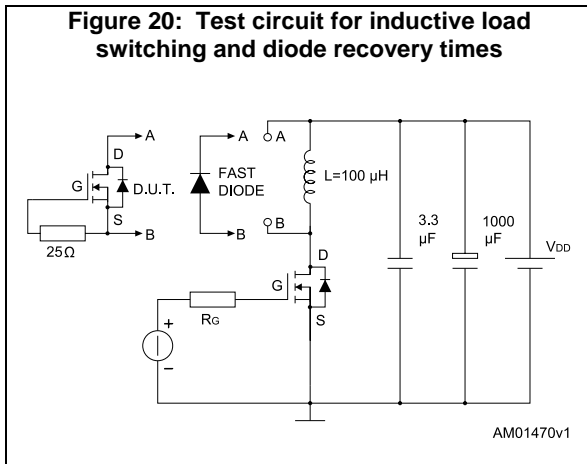 Figure 20: Test circuit for inductive load
switching and diode recovery times
A
A
A
D
G
D.U.T.
S
FAST
DIODE
L=100 µH
B
B
B
25Ω
3.3
µF
1000
µF
VDD
D
G
S
RG
+
-
AM01470v1